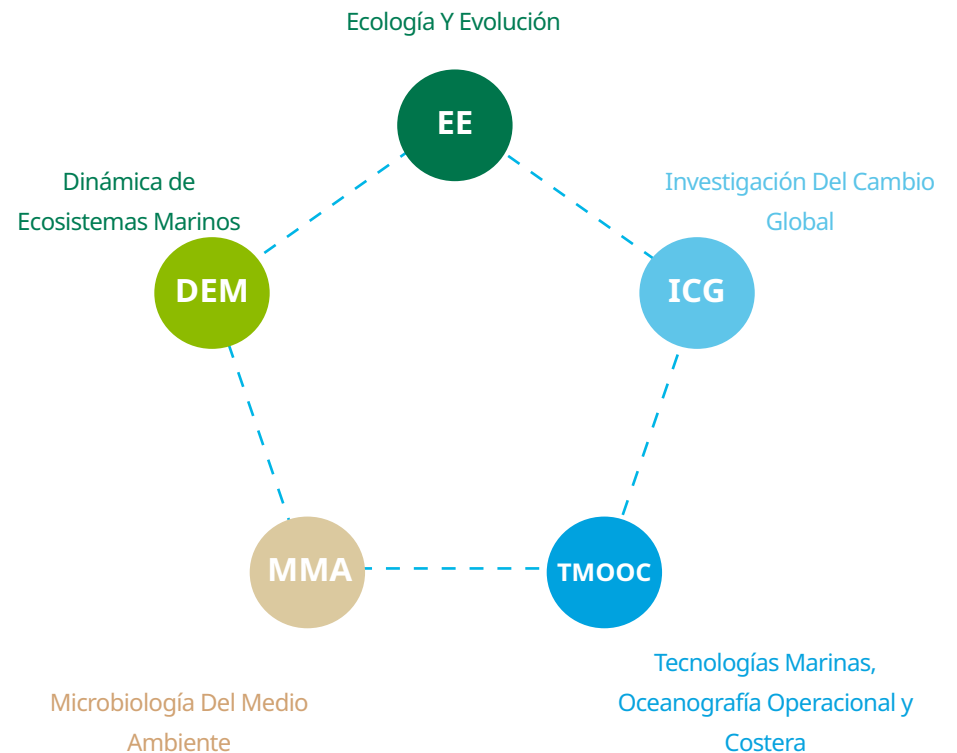 Ecología Y Evolución
EE
Dinámica de
Ecosistemas Marinos
Investigación Del Cambio
Global
DEM
ICG
MMA
TMOOC
Tecnologías Marinas,
Oceanografía Operacional y
Costera
Microbiología Del Medio
Ambiente